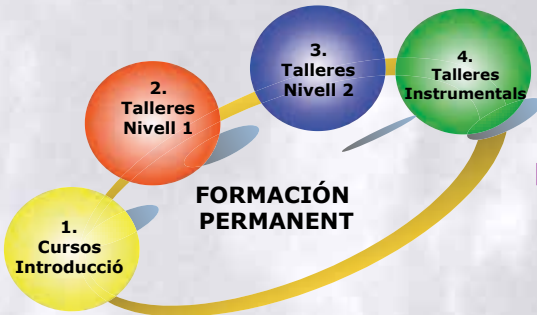 1.
Cursos
Introducció
2.
Talleres
Nivell 1
3.
Talleres
Nivell 2
4.
Talleres
Instrumentals
FORMACIÓN
PERMANENT